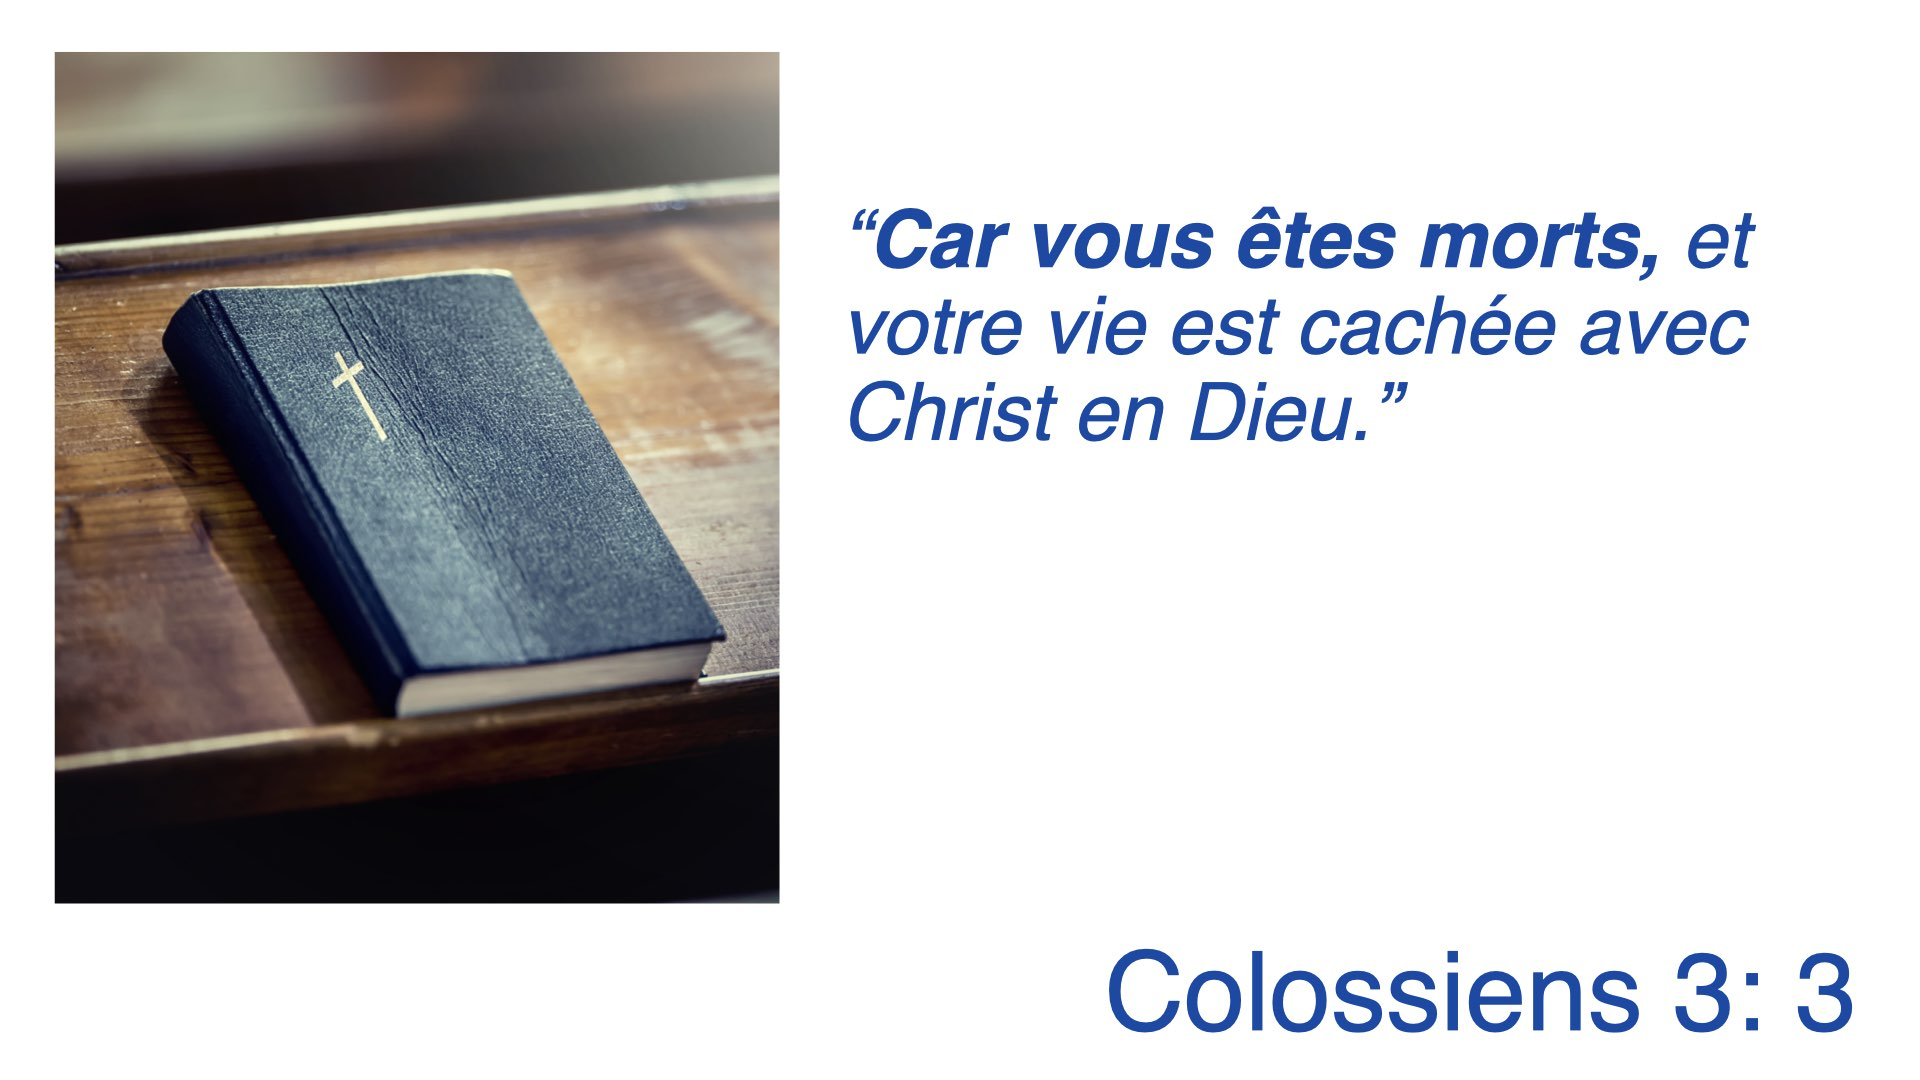 “Car vous êtes morts, et
votre vie est cachée avec
Christ en Dieu.”
Colossiens 3: 3